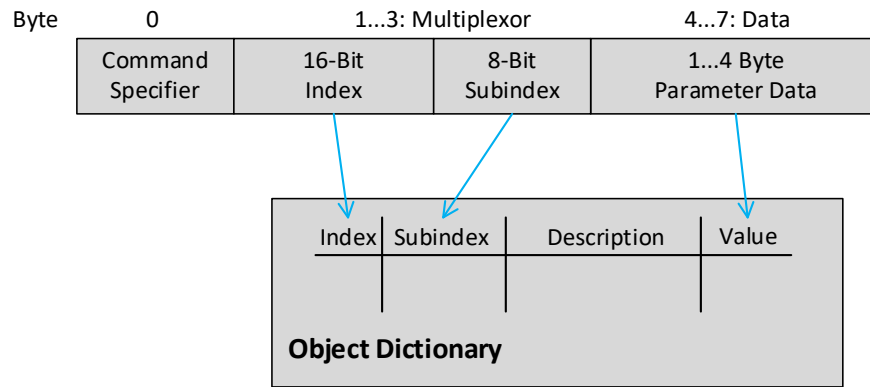 Byte 0 1...3: Multiplexor 4...7: Data
Command 16-Bit 8-Bit 1...4 Byte
Specifier Index Subindex Parameter Data
Index Subindex Description Value
Object Dictionary